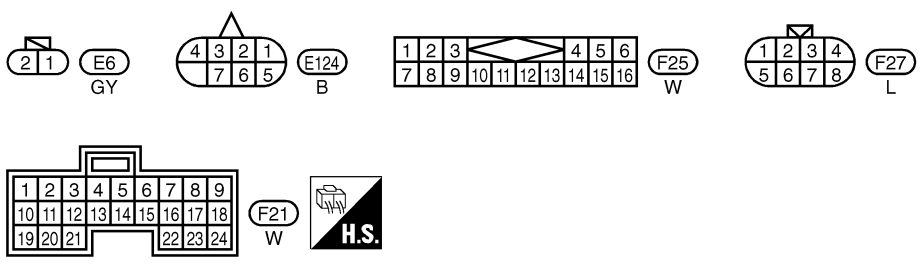 2 1 E6
GY
4 3 2 1
7 6 5 E124
B
1 2 3 4 5 6
7 8 9 10 11 12 13 14 15 16 F25
W
1 2 3 4
5 6 7 8 F27
L
1 2 3 4 5 6 7 8 9
10 11 12 13 14 15 16 17 18 F21
19 20 21 22 23 24
W
H.S.